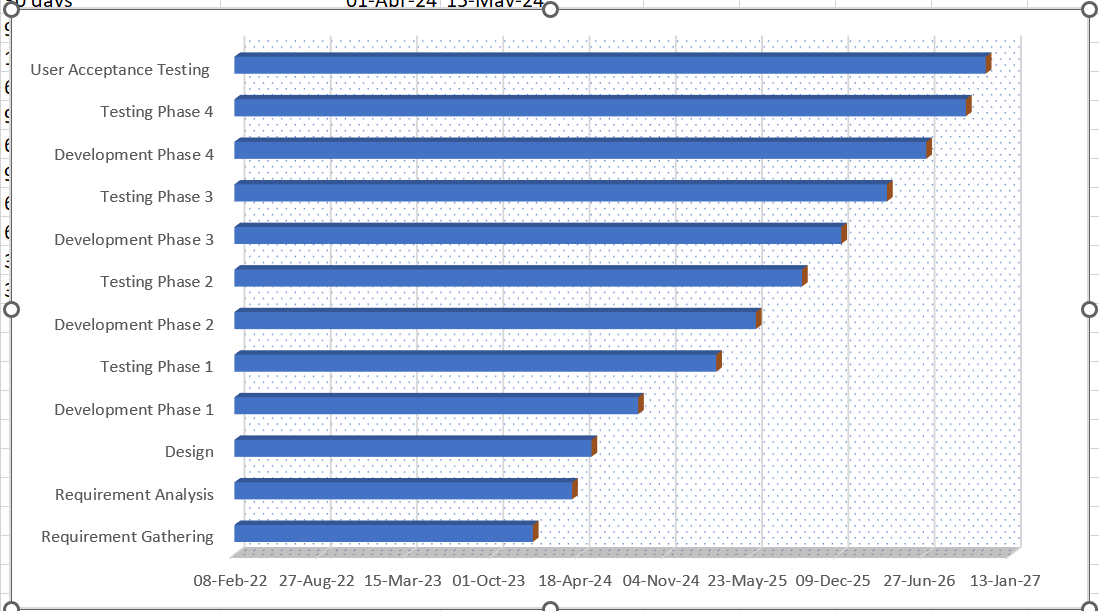 days
01-Apr-24 15-May-24
User Acceptance Testing
Testing Phase 4
Development Phase 4
Testing Phase 3
Development Phase 3
Testing Phase 2
Development Phase 2
Testing Phase 1
Development Phase 1
Design
Requirement Analysis
Requirement Gathering
08-Feb-22 27-Aug-22 15-Mar-23 01-Oct-23 18-Apr-24 04-Nov-24 23-May-25 09-Dec-25 27-Jun-26 13-Jan-27